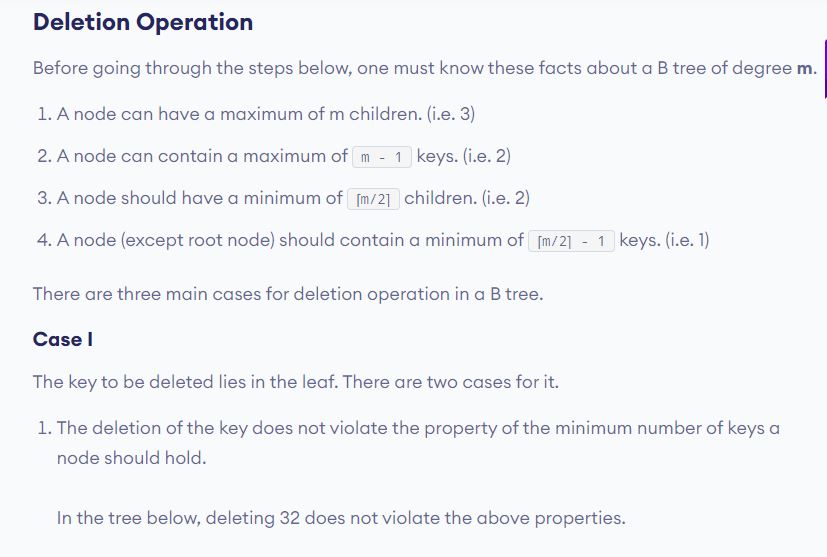 Deletion Operation
Before going through the steps below, one must know these facts about a B tree of degree m.
1. A node can have a maximum of m children. (i.e. 3)
2. A node can contain a maximum of m - 1 keys. (i.e. 2)
3. A node should have a minimum of ⌈m/2⌉ children. (i.e. 2)
4. A node (except root node) should contain a minimum of ⌈m/2⌉ - 1 keys. (i.e. 1)
There are three main cases for deletion operation in a B tree.
Case I
The key to be deleted lies in the leaf. There are two cases for it.
1. The deletion of the key does not violate the property of the minimum number of keys a
node should hold.
In the tree below, deleting 32 does not violate the above properties.